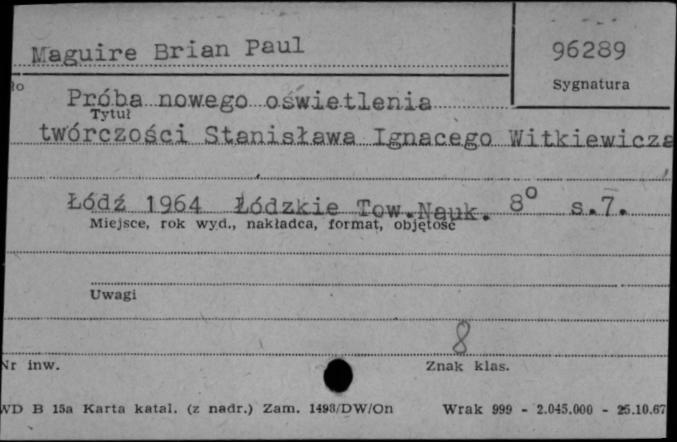 Maguire Brian Paul
96289
Sygnatura
Próba nowego oświetlenia
Tytuł
twórczości Stanisława Ignacego Witkiewicza
Łódź 1964 Łódzkie Tow.Nauk. 8° s.7.
Miejsce, rok wyd., nakładca, format, objętość
Uwagi
8
Nr inw.
Znak klas.
WD B 15a Karta katal. (z nadr.) Zam. 1498/DW/On Wrak 999 - 2.045.000 - 25.10.67